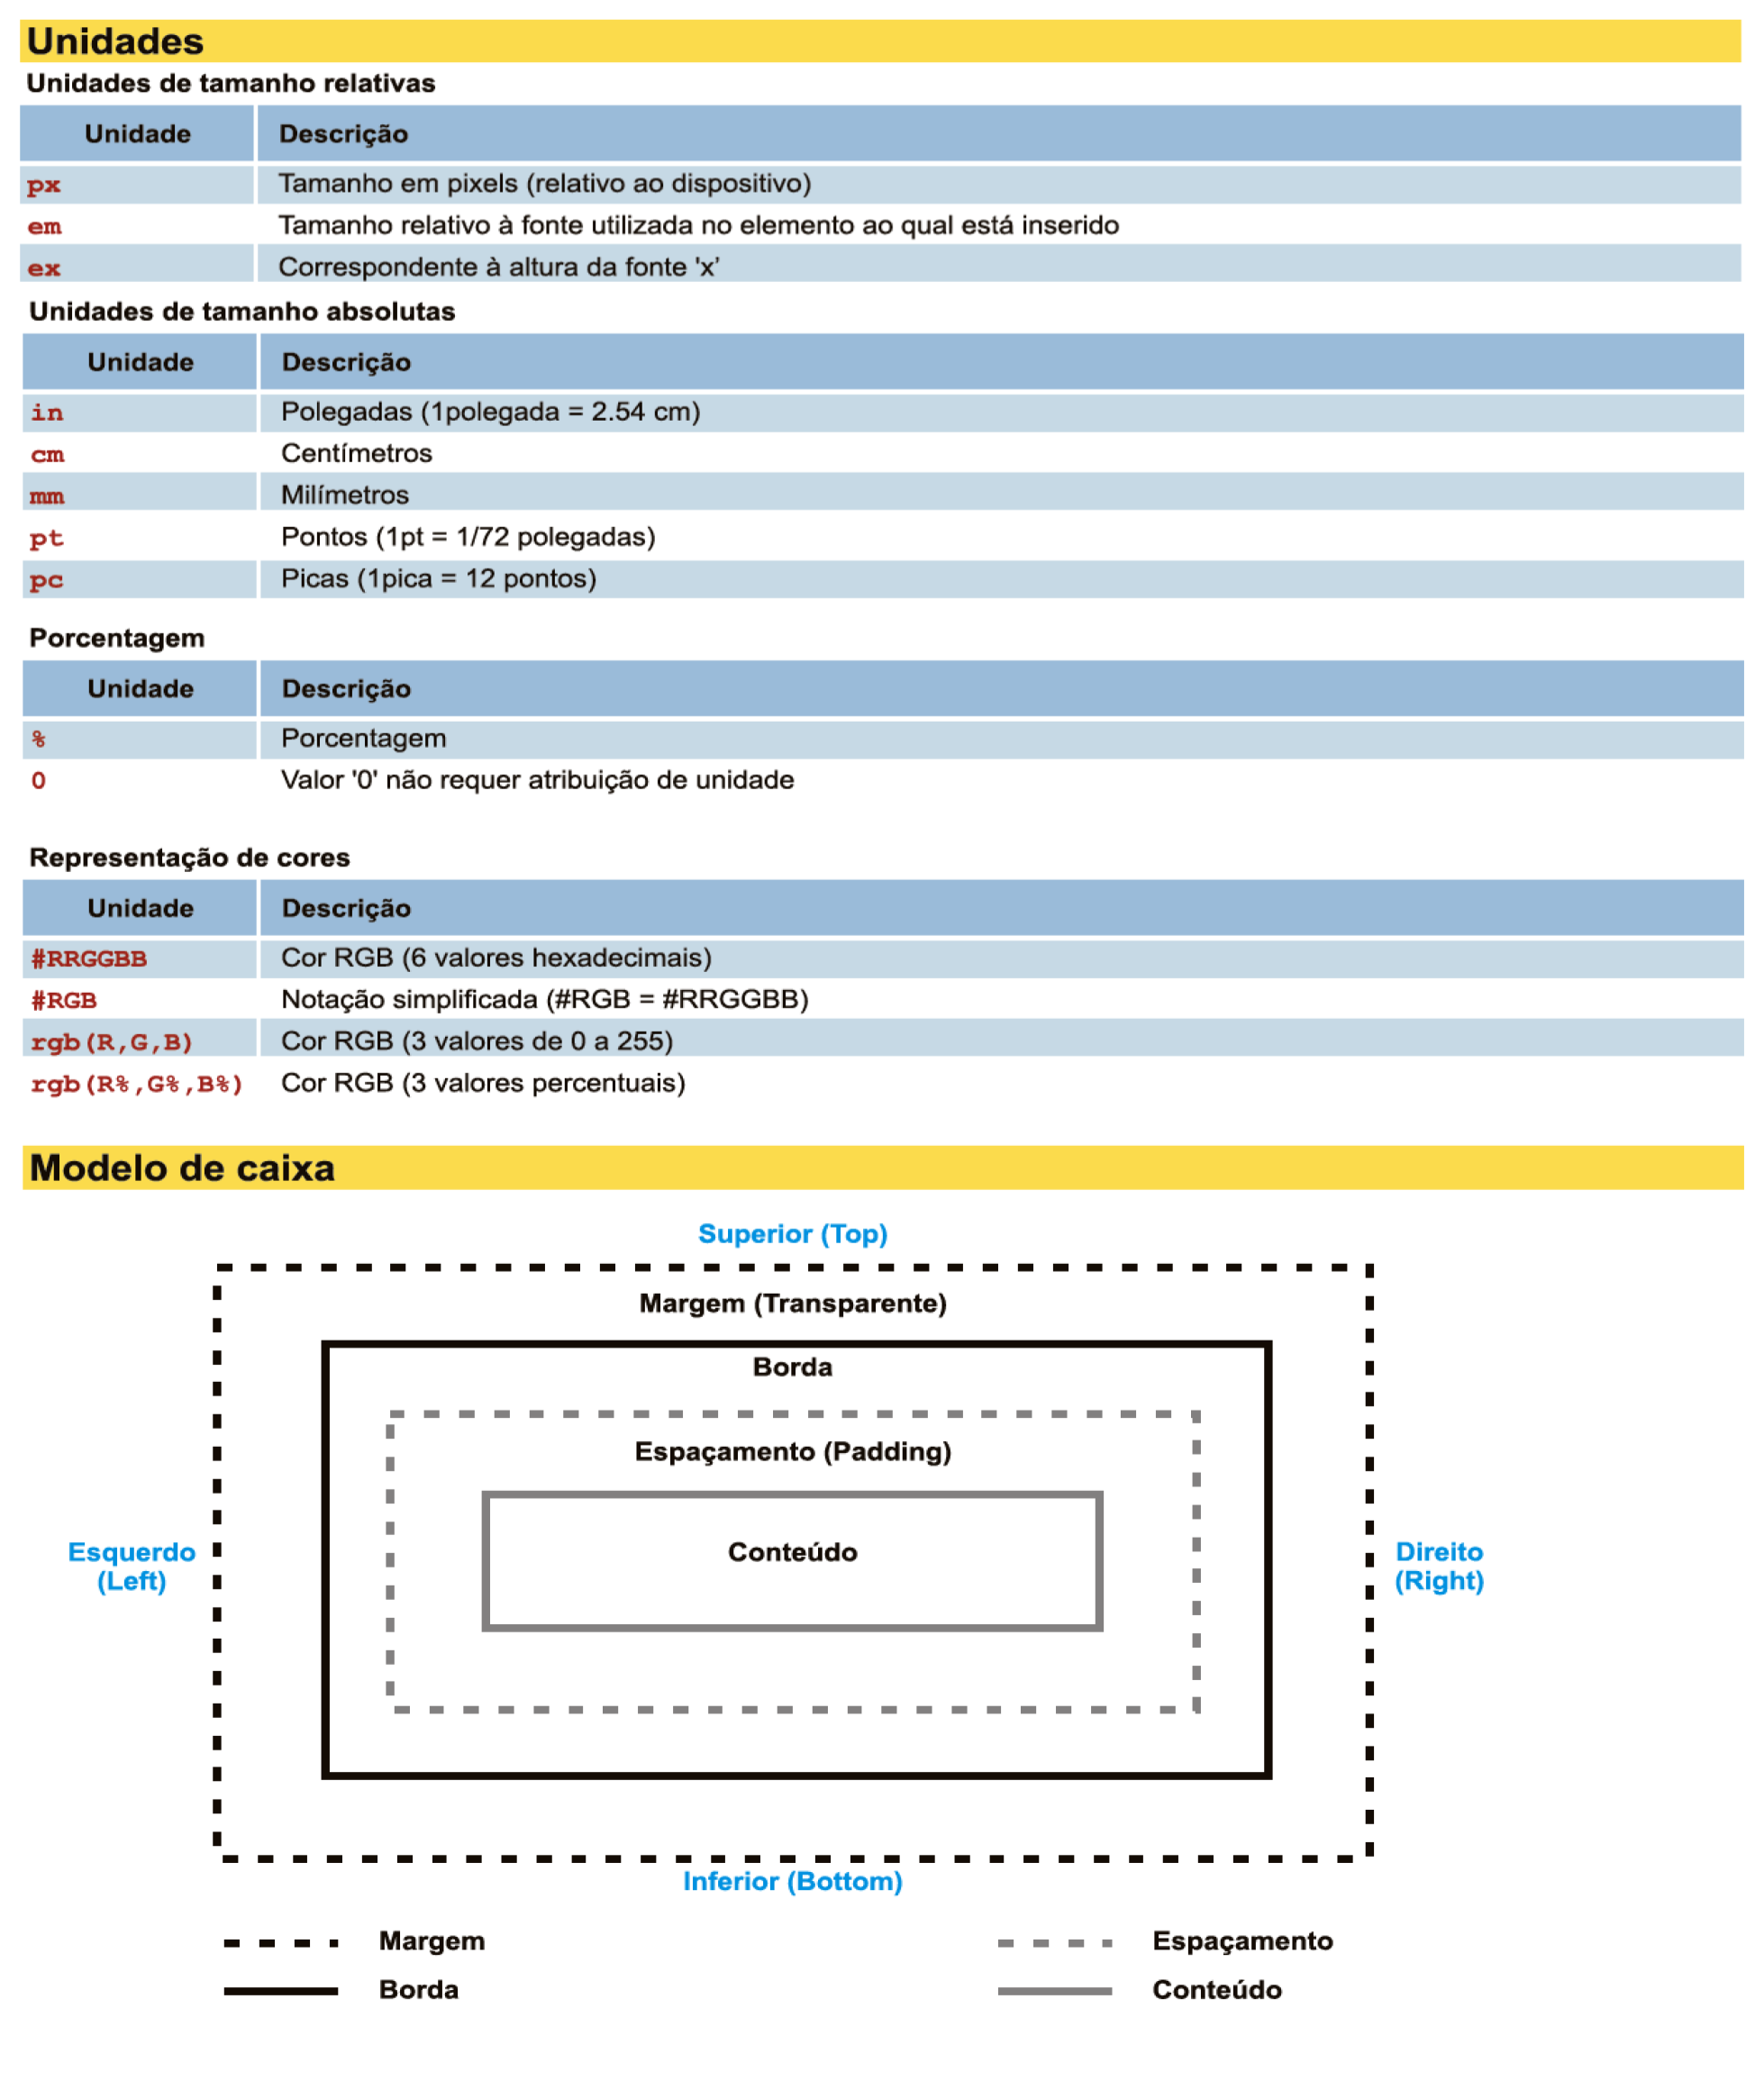 Unidades
Unidades de tamanho relativas
Unidade Descrição
px Tamanho em pixels (relativo ao dispositivo)
em Tamanho relativo à fonte utilizada no elemento ao qual está inserido
ex Correspondente à altura da fonte 'x'
Unidades de tamanho absolutas
Unidade Descrição
in Polegadas (1polegada = 2.54 cm)
cm Centímetros
mm Milímetros
pt Pontos (1pt = 1/72 polegadas)
pc Picas (1pica = 12 pontos)
Porcentagem
Unidade Descrição
% Porcentagem
0 Valor '0' não requer atribuição de unidade
Representação de cores
Unidade Descrição
#RRGGBB Cor RGB (6 valores hexadecimais)
#RGB Notação simplificada (#RGB = #RRGGBB)
rgb(R,G,B) Cor RGB (3 valores de 0 a 255)
rgb(R%,G%,B%) Cor RGB (3 valores percentuais)
Modelo de caixa
Superior (Top)
Margem (Transparente)
Borda
Espaçamento (Padding)
Conteúdo
Esquerdo
(Left)
Direito
(Right)
Inferior (Bottom)
Margem Espaçamento
Borda Conteúdo